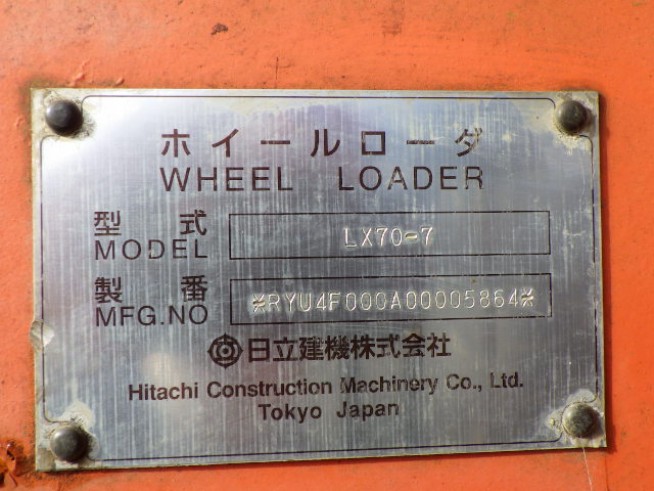 ホイールローダ
WHEEL LOADER
型式 LX70-7
MODEL
製番 *RYU4F000A00005864*
MFG.NO
日立建機株式会社
Hitachi Construction Machinery Co., Ltd.
Tokyo Japan